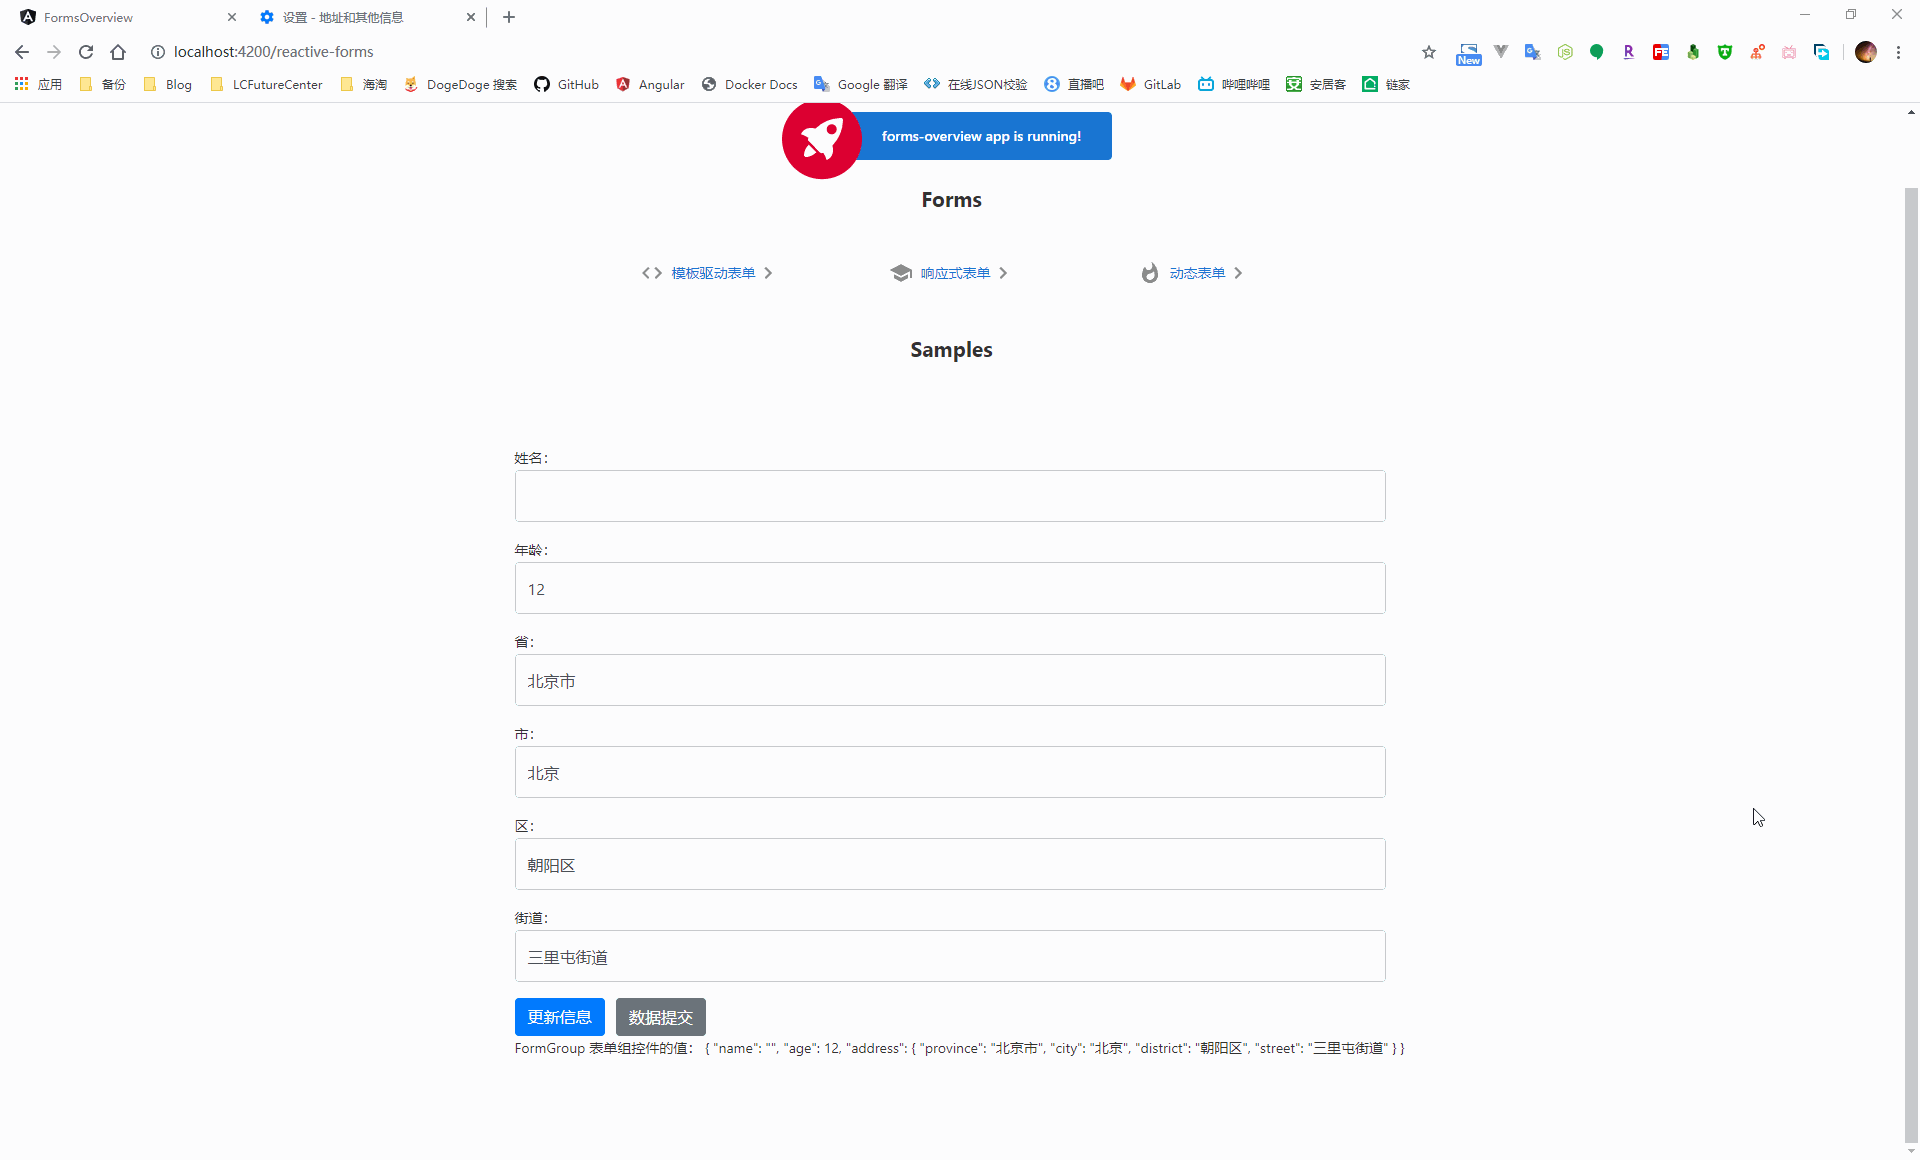 FormsOverview
设置 - 地址和其他信息
localhost:4200/reactive-forms
New
应用 备份 Blog LCFutureCenter 海淘 DogeDoge 搜索 GitHub Angular Docker Docs Google 翻译 在线JSON校验 直播吧 GitLab 哔哩哔哩 安居客 链家
forms-overview app is running!
Forms
模板驱动表单 响应式表单 动态表单
Samples
姓名：
年龄：
12
省：
北京市
市：
北京
区：
朝阳区
街道：
三里屯街道
更新信息 数据提交
FormGroup 表单组控件的值： { "name": "", "age": 12, "address": { "province": "北京市", "city": "北京", "district": "朝阳区", "street": "三里屯街道" } }